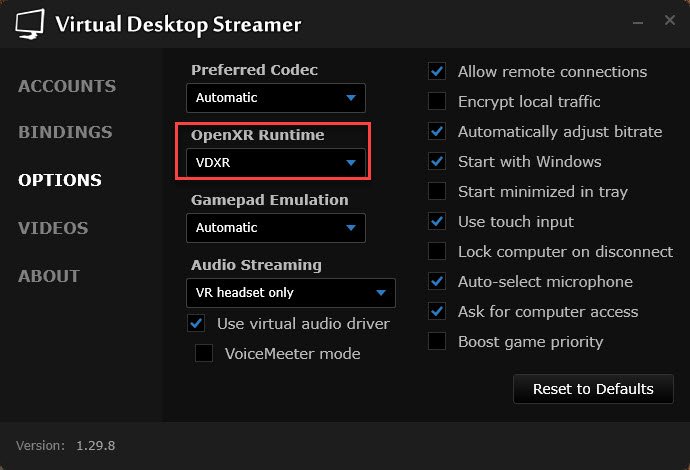 Virtual Desktop Streamer
ACCOUNTS
BINDINGS
OPTIONS
VIDEOS
ABOUT
Preferred Codec
Automatic
OpenXR Runtime
VDXR
Gamepad Emulation
Automatic
Audio Streaming
VR headset only
Use virtual audio driver
VoiceMeeter mode
Allow remote connections
Encrypt local traffic
Automatically adjust bitrate
Start with Windows
Start minimized in tray
Use touch input
Lock computer on disconnect
Auto-select microphone
Ask for computer access
Boost game priority
Reset to Defaults
Version: 1.29.8